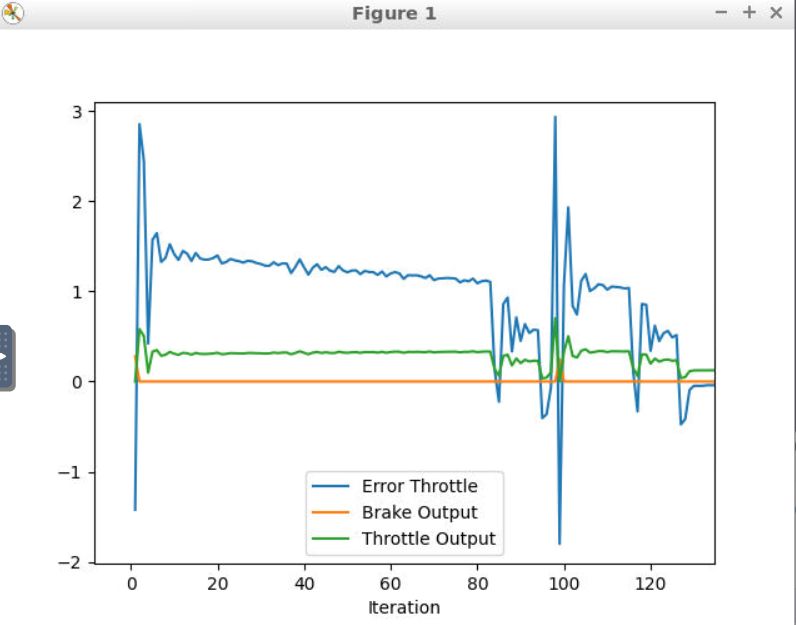 Figure 1
3
2
1
0
−1
−2
Error Throttle
Brake Output
Throttle Output
0 20 40 60 80 100 120
Iteration